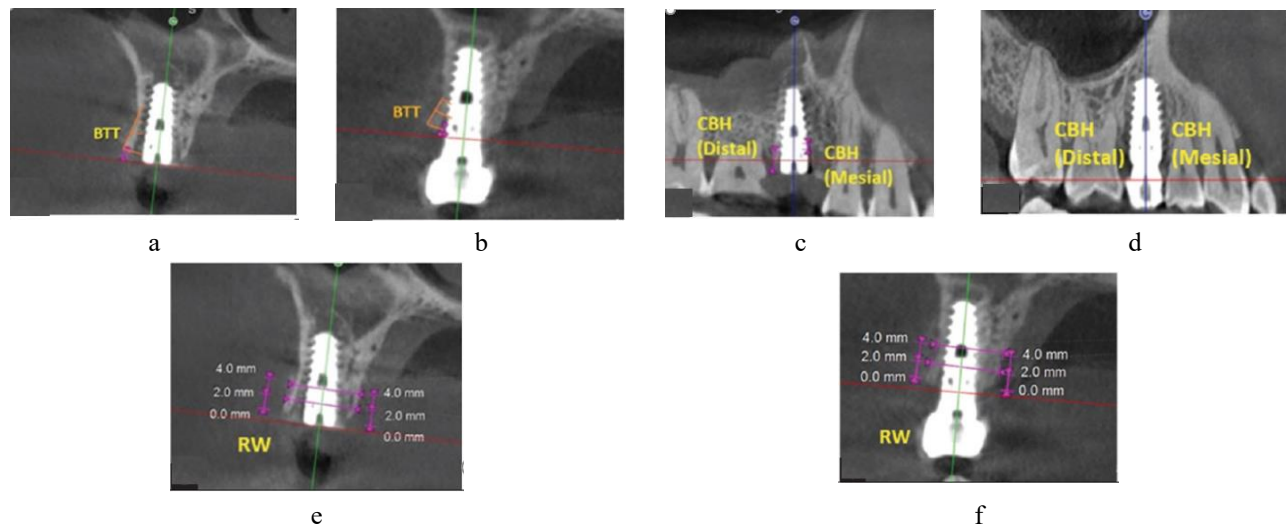 BTT
a
BTT
b
CBH
(Distal)
CBH
(Mesial)
c
CBH
(Distal)
CBH
(Mesial)
d
4.0 mm
2.0 mm
0.0 mm
4.0 mm
2.0 mm
0.0 mm
RW
e
4.0 mm
2.0 mm
0.0 mm
4.0 mm
2.0 mm
0.0 mm
RW
f